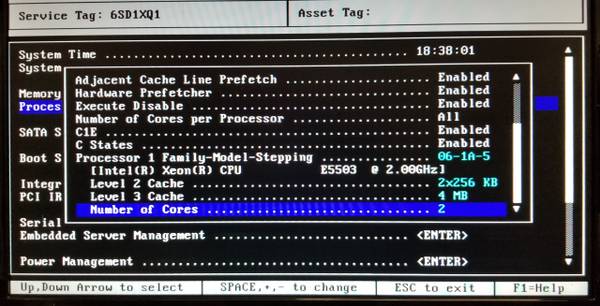 Service Tag: 6SD1XQ1 Asset Tag:
System Time ........................................ 18:38:01
System
Adjacent Cache Line Prefetch .................... Enabled
Memory
Hardware Prefetcher ............................. Enabled
Proces
Execute Disable ................................. Enabled
Number of Cores per Processor ................... All
SATA S
C1E ............................................. Enabled
C States ........................................ Enabled
Boot S
Processor 1 Family-Model-Stepping ............... 06-1A-5
[Intel(R) Xeon(R) CPU E5503 @ 2.00GHz]
Integr
Level 2 Cache ................................. 2x256 KB
PCI IR
Level 3 Cache ................................. 4 MB
Number of Cores ............................... 2
Serial
Embedded Server Management ......................... <ENTER>
Power Management ................................... <ENTER>
Up,Down Arrow to select SPACE,+,- to change ESC to exit F1=Help